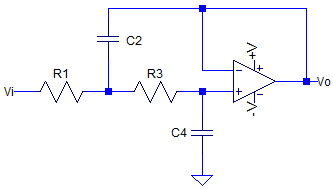 C2
V+
R1
R3
−
+
Vi
+
−
Vo
V-
C4